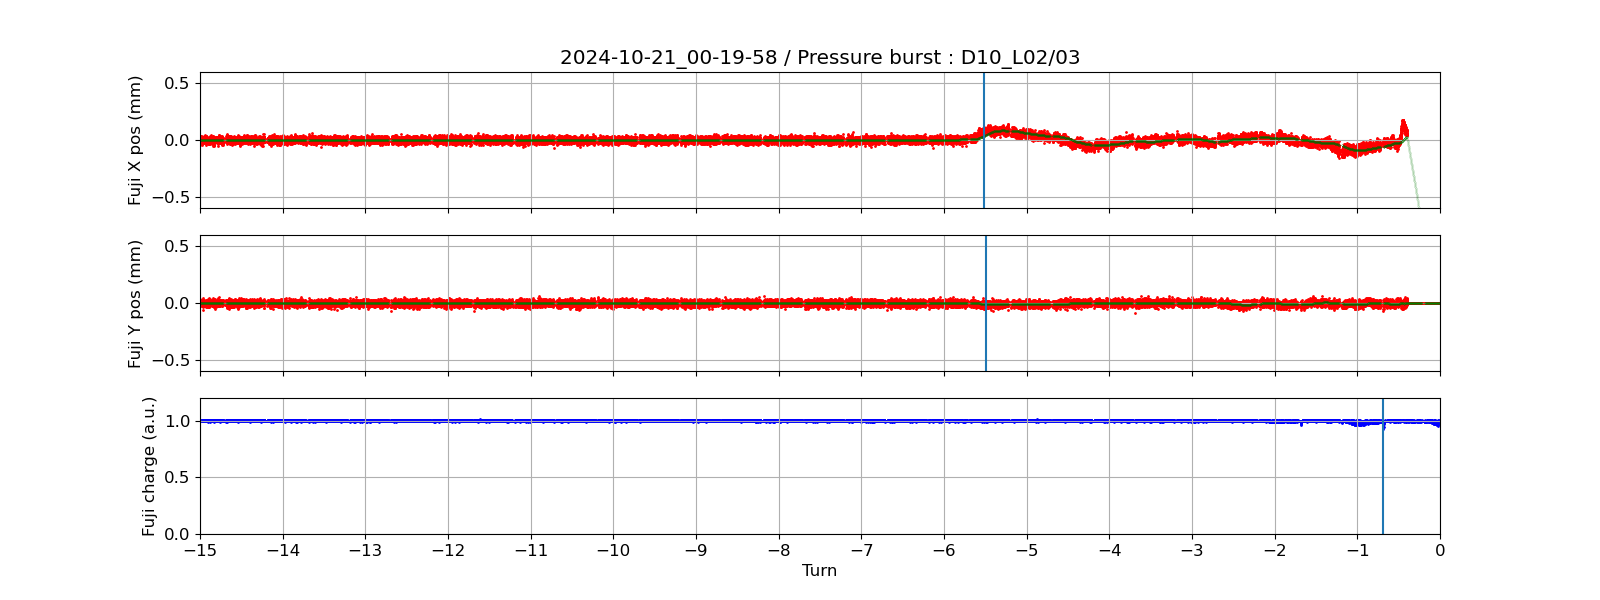 2024-10-21_00-19-58 / Pressure burst : D10_L02/03
Fuji X pos (mm)
0.5
0.0
−0.5
Fuji Y pos (mm)
0.5
0.0
−0.5
Fuji charge (a.u.)
1.0
0.5
0.0
−15 −14 −13 −12 −11 −10 −9 −8 −7 −6 −5 −4 −3 −2 −1 0
Turn